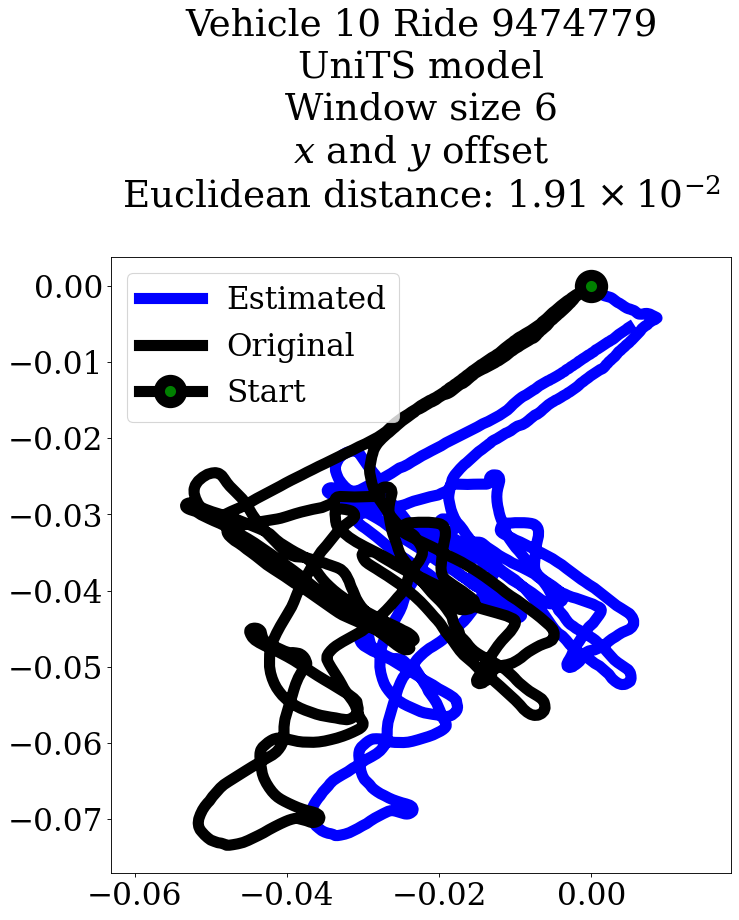 Vehicle 10 Ride 9474779
UniTS model
Window size 6
x and y offset
Euclidean distance: 1.91 × 10⁻²
Estimated
Original
Start
0.00
−0.01
−0.02
−0.03
−0.04
−0.05
−0.06
−0.07
−0.06 −0.04 −0.02 0.00